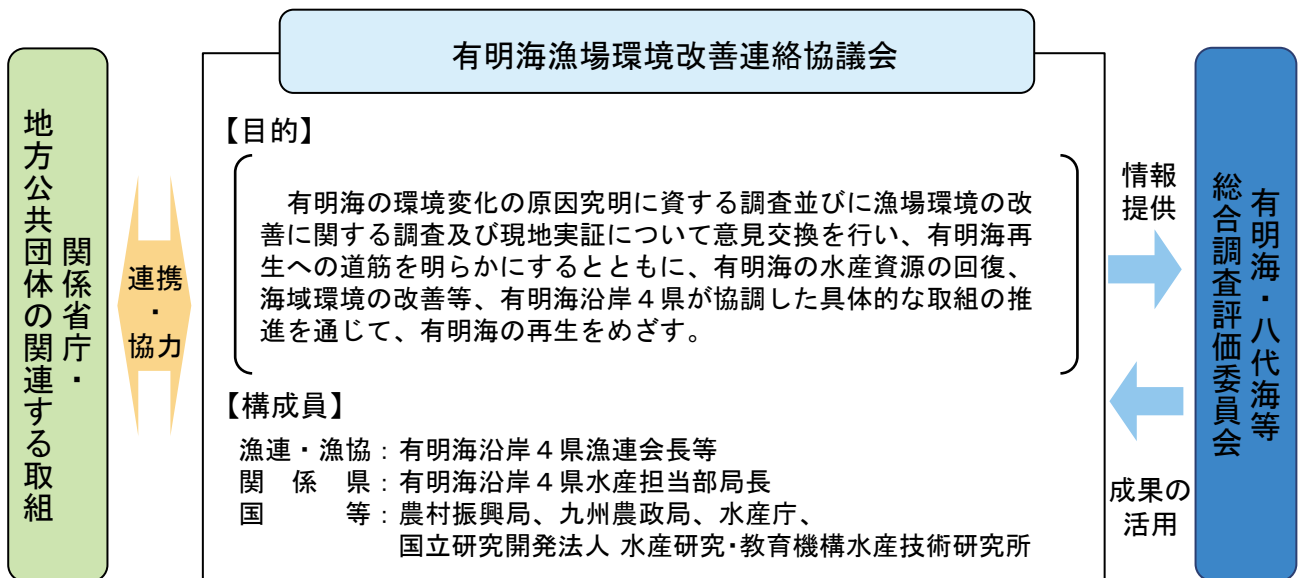 有明海漁場環境改善連絡協議会
関係省庁・
地方公共団体の関連する取組
連携
・
協力
【目的】
有明海の環境変化の原因究明に資する調査並びに漁場環境の改
善に関する調査及び現地実証について意見交換を行い、有明海再
生への道筋を明らかにするとともに、有明海の水産資源の回復、
海域環境の改善等、有明海沿岸４県が協調した具体的な取組の推
進を通じて、有明海の再生をめざす。
【構成員】
漁連・漁協：有明海沿岸４県漁連会長等
関　係　県：有明海沿岸４県水産担当部局長
国　　　等：農村振興局、九州農政局、水産庁、
国立研究開発法人 水産研究・教育機構水産技術研究所
情報
提供
成果の
活用
有明海・八代海等
総合調査評価委員会